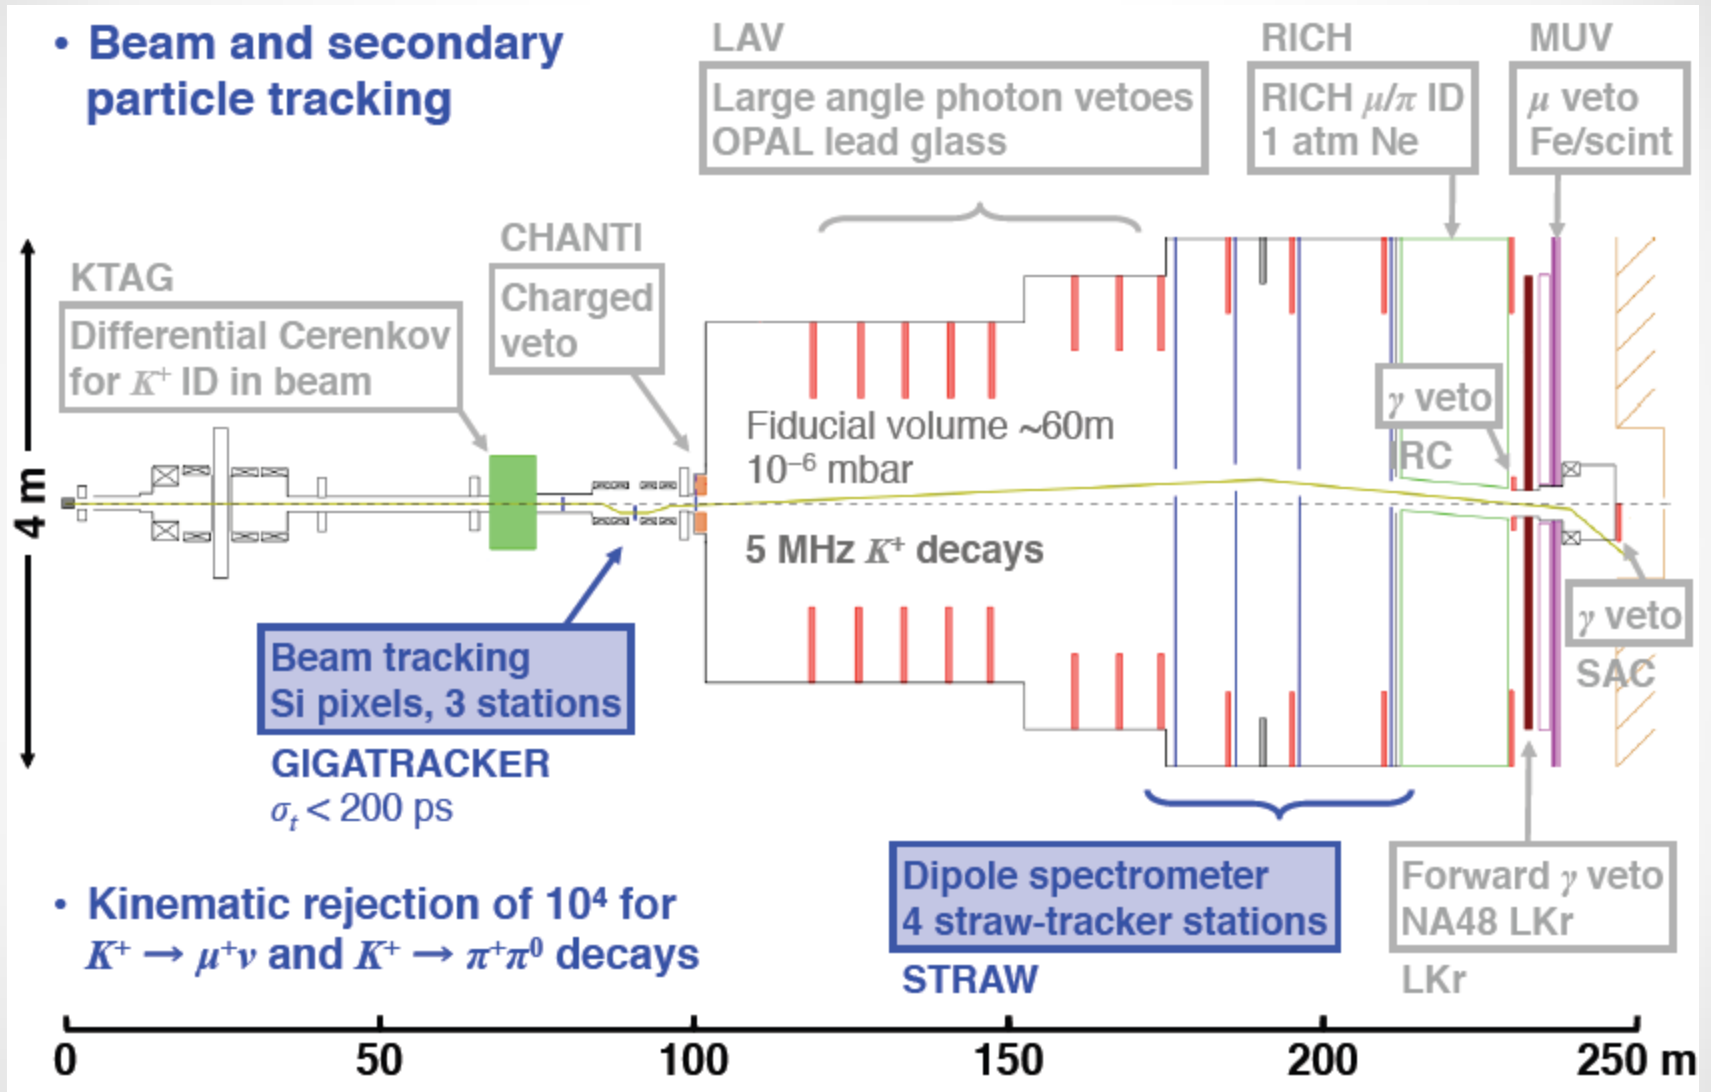 • Beam and secondary
particle tracking
LAV
Large angle photon vetoes
OPAL lead glass
RICH
RICH μ/π ID
1 atm Ne
MUV
μ veto
Fe/scint
CHANTI
Charged
veto
KTAG
Differential Cerenkov
for K⁺ ID in beam
4 m
Fiducial volume ~60m
10⁻⁶ mbar
5 MHz K⁺ decays
γ veto
IRC
γ veto
SAC
Beam tracking
Si pixels, 3 stations
GIGATRACKER
σₜ < 200 ps
Dipole spectrometer
4 straw-tracker stations
STRAW
Forward γ veto
NA48 LKr
LKr
• Kinematic rejection of 10⁴ for
K⁺ → μ⁺ν and K⁺ → π⁺π⁰ decays
0 50 100 150 200 250 m